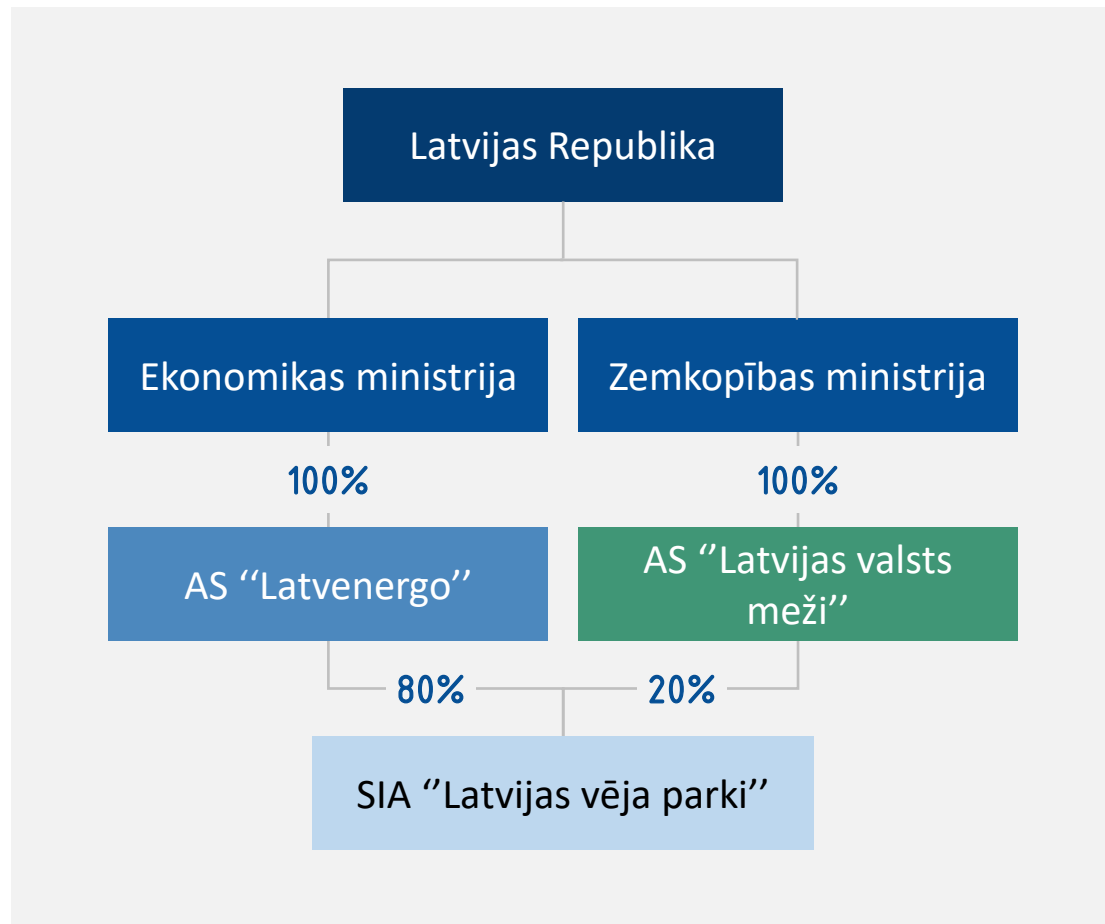 Latvijas Republika
Ekonomikas ministrija
Zemkopības ministrija
100%
100%
AS ‘‘Latvenergo’’
AS ‘’Latvijas valsts
meži’’
80%
20%
SIA ‘’Latvijas vēja parki’’